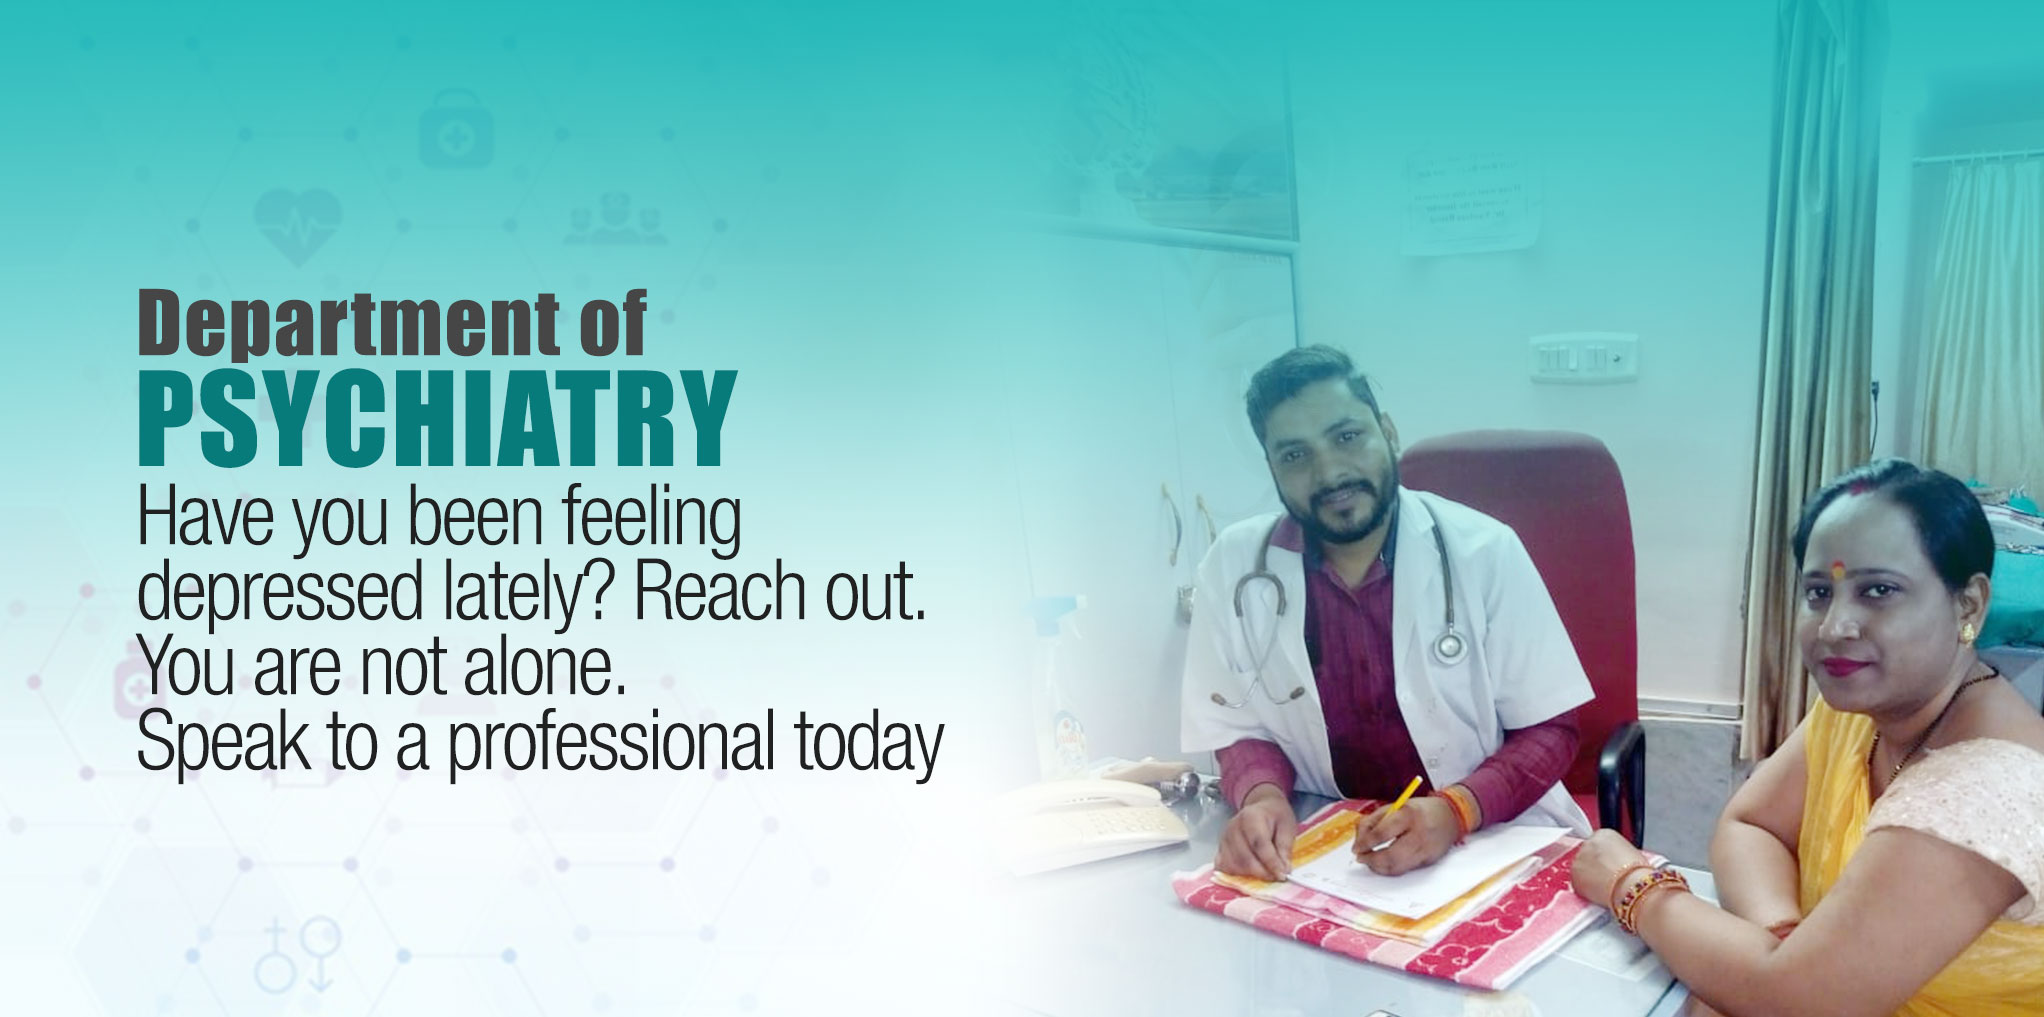 Department of
PSYCHIATRY
Have you been feeling
depressed lately? Reach out.
You are not alone.
Speak to a professional today